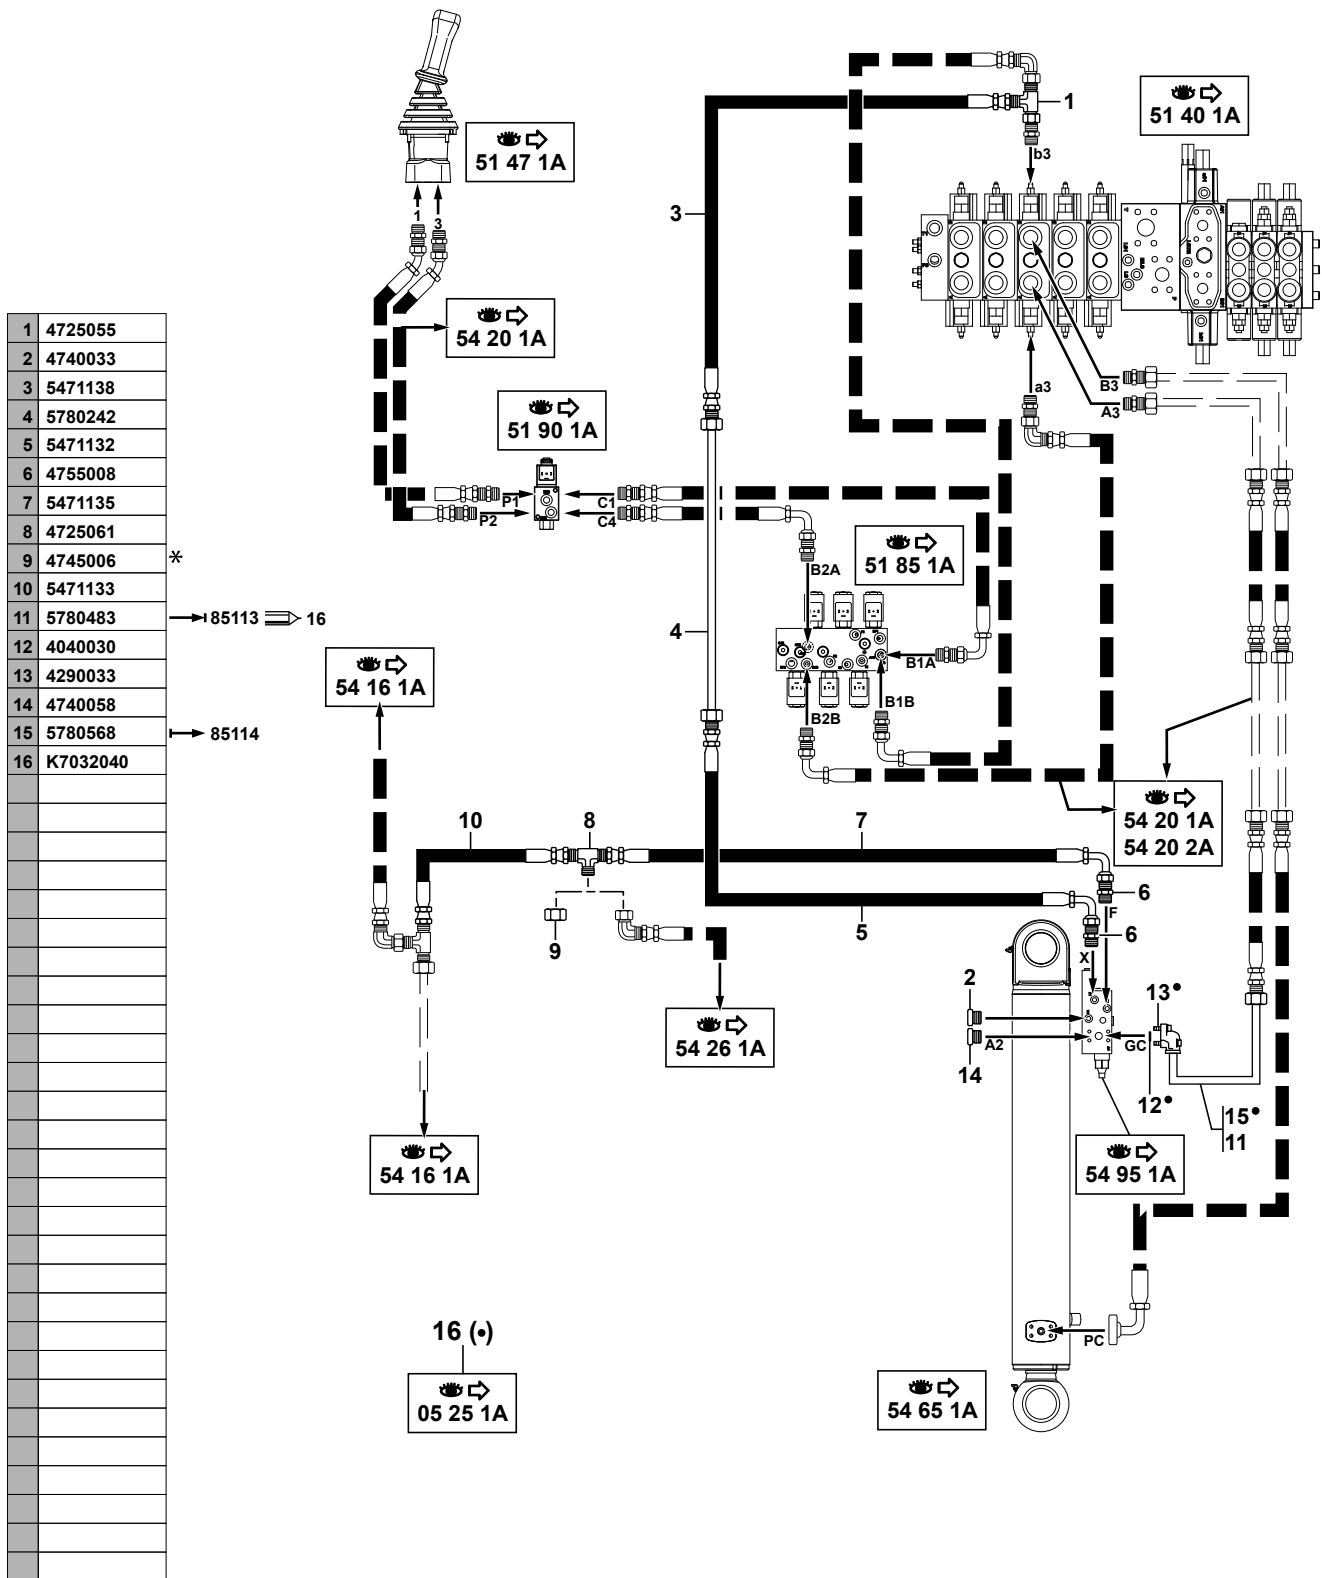 1 4725055
2 4740033
3 5471138
4 5780242
5 5471132
6 4755008
7 5471135
8 4725061
9 4745006 *
10 5471133
11 5780483 85113 16
12 4040030
13 4290033
14 4740058
15 5780568 85114
16 K7032040
51 47 1A
1
3
54 20 1A
51 90 1A
P1
P2
C1
C4
3
4
1
b3
51 40 1A
B3
A3
a3
B2A
51 85 1A
B1A
B1B
B2B
54 16 1A
54 20 1A
54 20 2A
10
8
7
9
5
6
F
6
X
54 26 1A
2
A2
14
13•
GC
12•
15•
11
54 16 1A
54 95 1A
PC
16 (•)
05 25 1A
54 65 1A